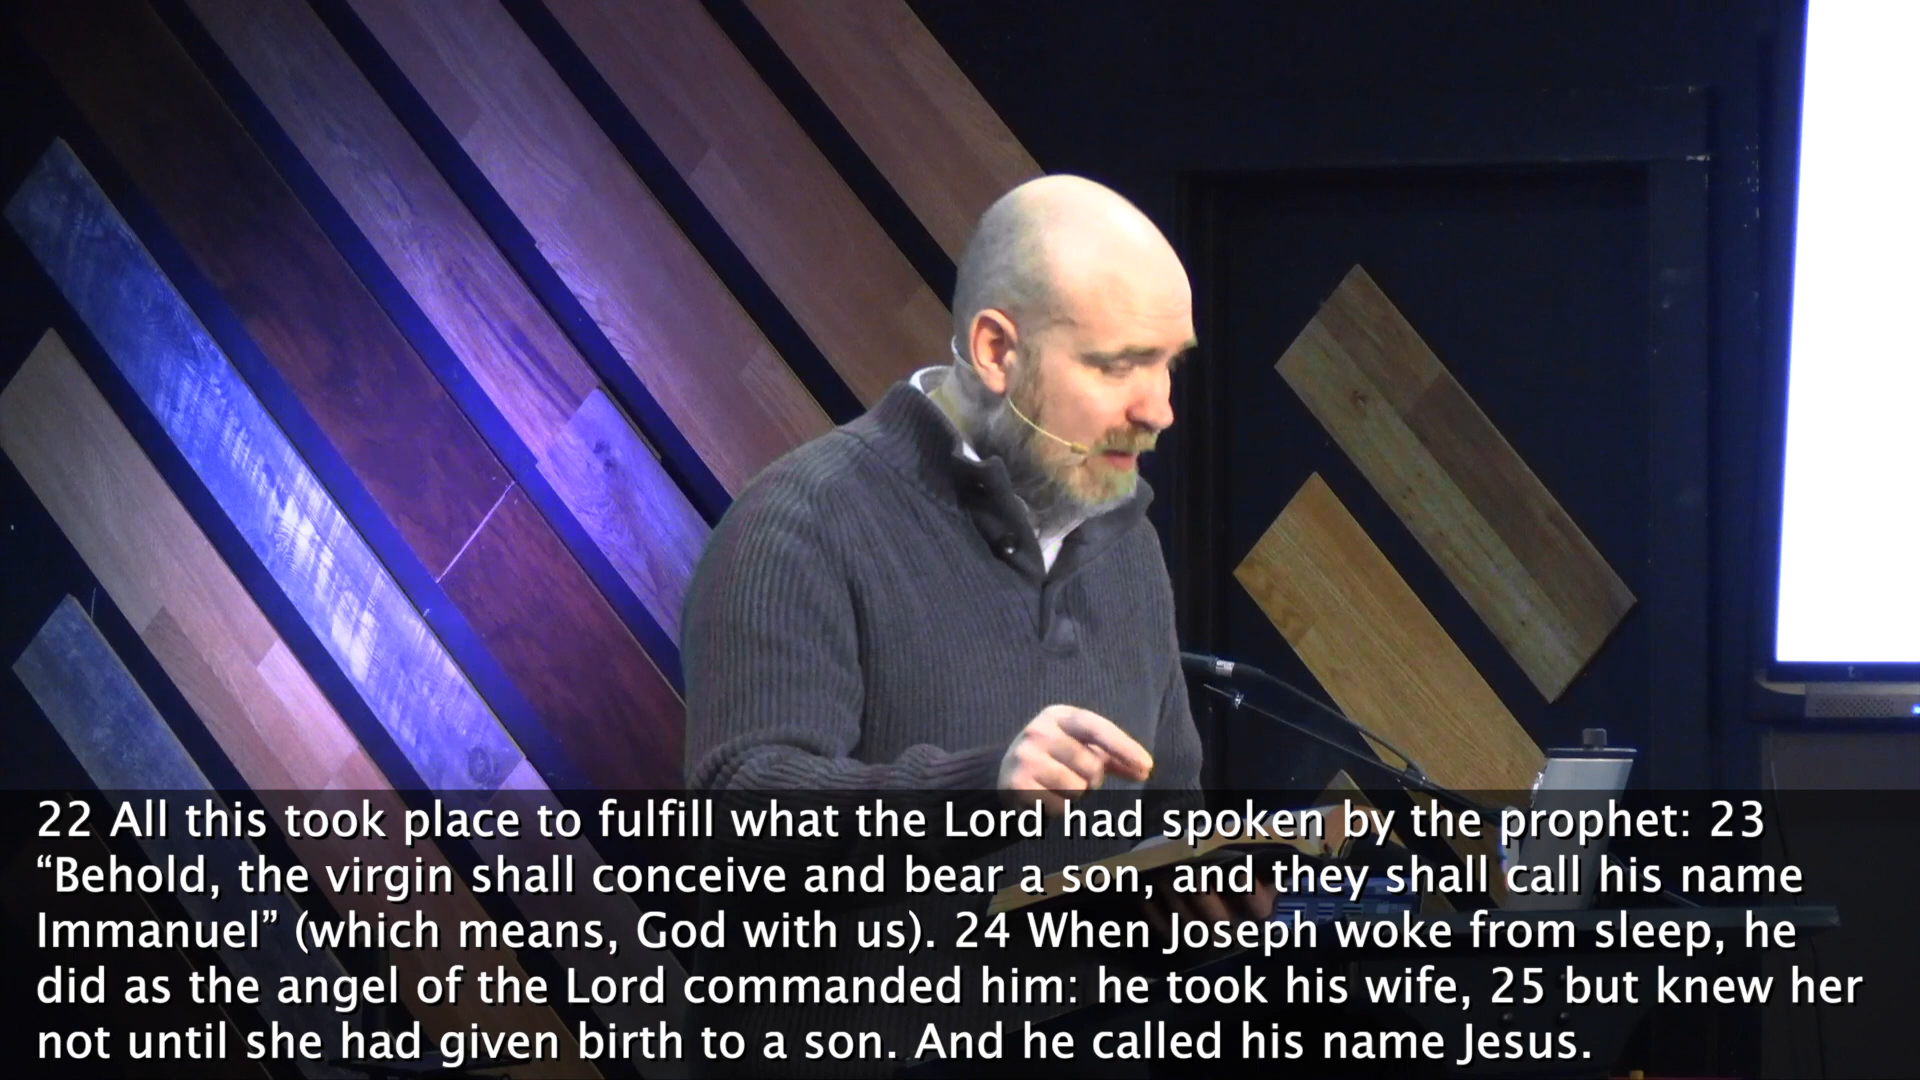 22 All this took place to fulfill what the Lord had spoken by the prophet: 23
“Behold, the virgin shall conceive and bear a son, and they shall call his name
Immanuel” (which means, God with us). 24 When Joseph woke from sleep, he
did as the angel of the Lord commanded him: he took his wife, 25 but knew her
not until she had given birth to a son. And he called his name Jesus.